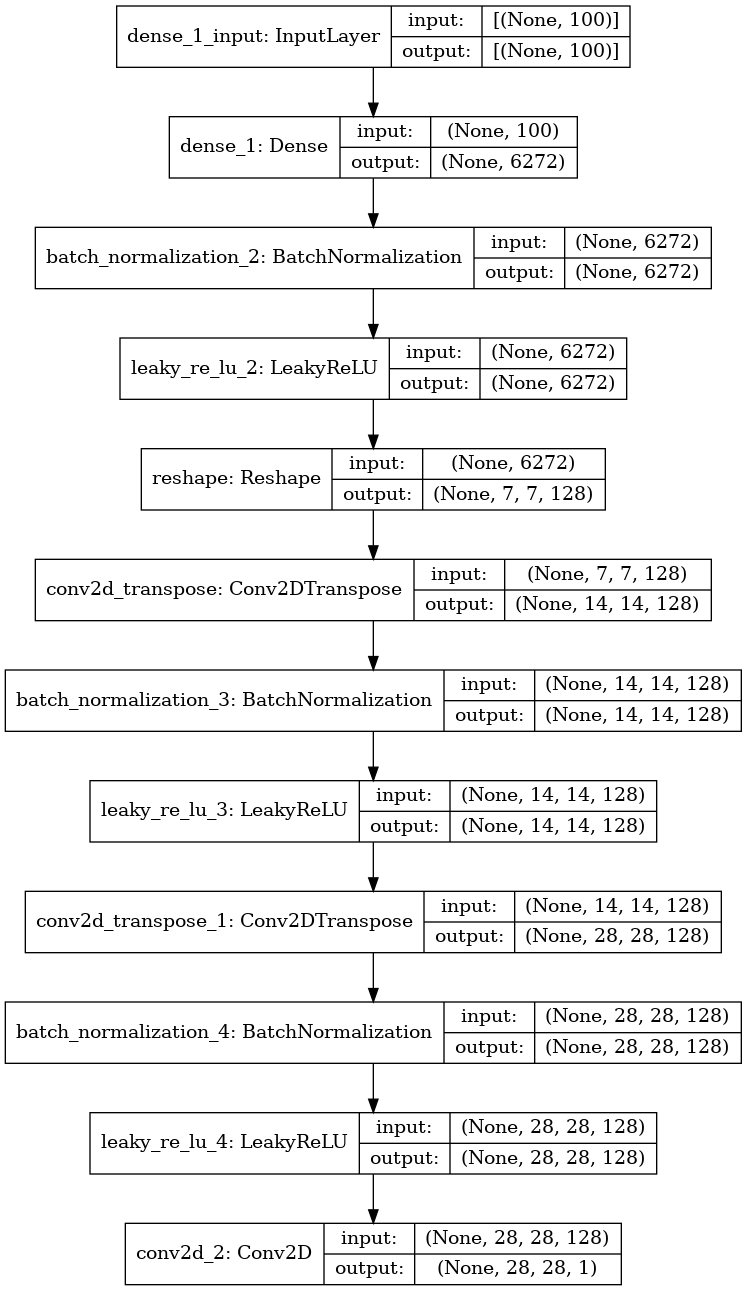 dense_1_input: InputLayer
input:
[(None, 100)]
output:
[(None, 100)]
dense_1: Dense
input:
(None, 100)
output:
(None, 6272)
batch_normalization_2: BatchNormalization
input:
(None, 6272)
output:
(None, 6272)
leaky_re_lu_2: LeakyReLU
input:
(None, 6272)
output:
(None, 6272)
reshape: Reshape
input:
(None, 6272)
output:
(None, 7, 7, 128)
conv2d_transpose: Conv2DTranspose
input:
(None, 7, 7, 128)
output:
(None, 14, 14, 128)
batch_normalization_3: BatchNormalization
input:
(None, 14, 14, 128)
output:
(None, 14, 14, 128)
leaky_re_lu_3: LeakyReLU
input:
(None, 14, 14, 128)
output:
(None, 14, 14, 128)
conv2d_transpose_1: Conv2DTranspose
input:
(None, 14, 14, 128)
output:
(None, 28, 28, 128)
batch_normalization_4: BatchNormalization
input:
(None, 28, 28, 128)
output:
(None, 28, 28, 128)
leaky_re_lu_4: LeakyReLU
input:
(None, 28, 28, 128)
output:
(None, 28, 28, 128)
conv2d_2: Conv2D
input:
(None, 28, 28, 128)
output:
(None, 28, 28, 1)